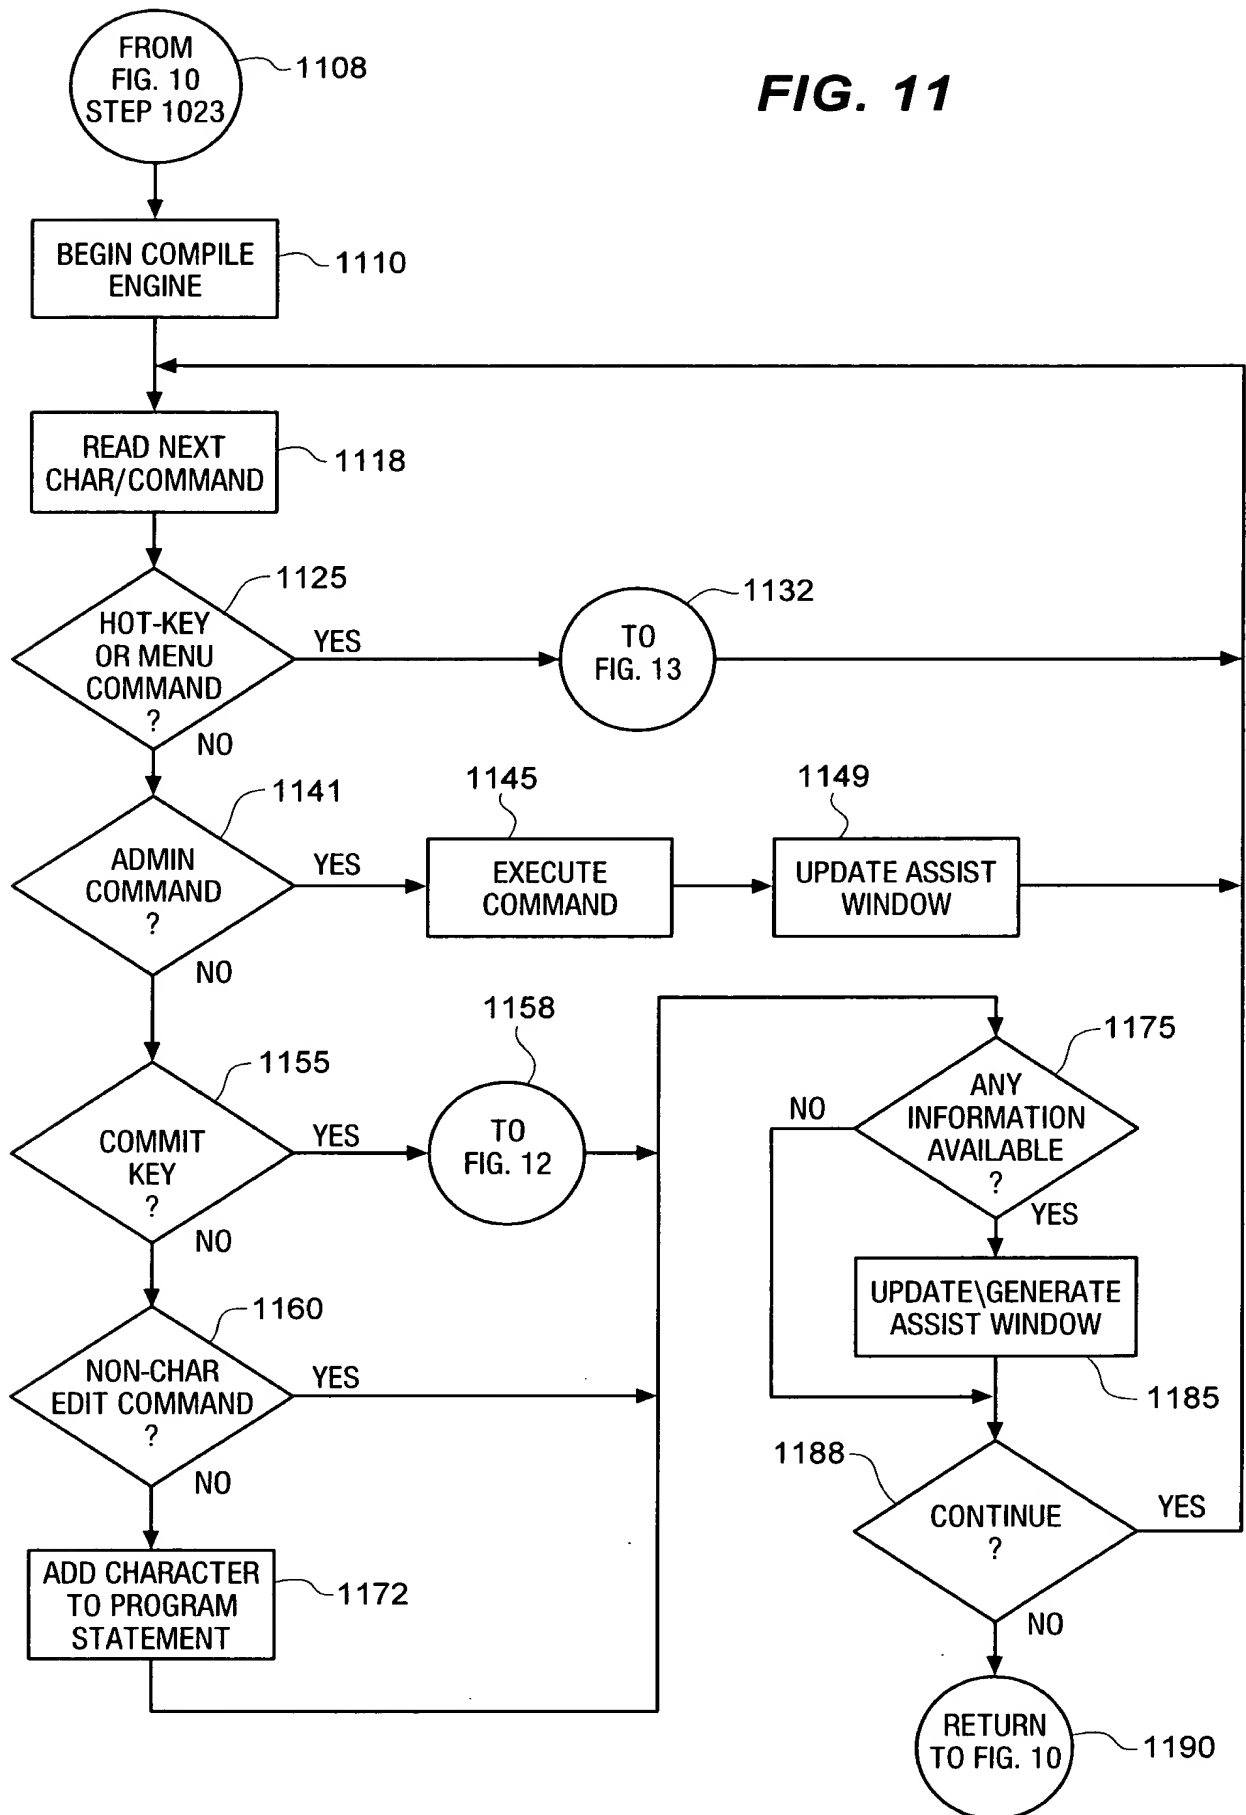 FROM
FIG. 10
STEP 1023
1108
FIG. 11
BEGIN COMPILE
ENGINE
1110
READ NEXT
CHAR/COMMAND
1118
1125
HOT-KEY
OR MENU
COMMAND
?
YES
NO
1132
TO
FIG. 13
1141
ADMIN
COMMAND
?
YES
NO
1145
EXECUTE
COMMAND
1149
UPDATE ASSIST
WINDOW
1155
COMMIT
KEY
?
YES
NO
1158
TO
FIG. 12
1160
NON-CHAR
EDIT COMMAND
?
YES
NO
ADD CHARACTER
TO PROGRAM
STATEMENT
1172
1175
ANY
INFORMATION
AVAILABLE
?
NO
YES
UPDATE\GENERATE
ASSIST WINDOW
1185
1188
CONTINUE
?
YES
NO
RETURN
TO FIG. 10
1190